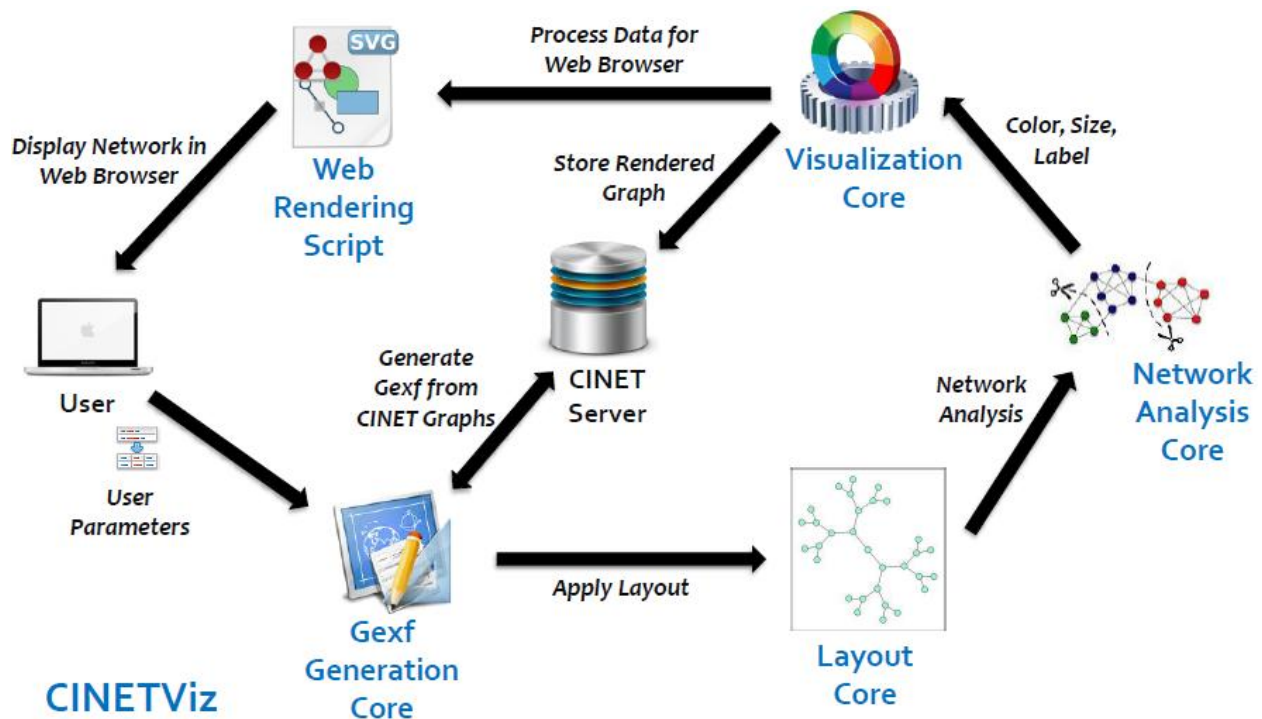 SVG
Process Data for
Web Browser
Color, Size,
Label
Display Network in
Web Browser
Web
Rendering
Script
Store Rendered
Graph
Visualization
Core
Generate
Gexf from
CINET Graphs
CINET
Server
Network
Analysis
Network
Analysis
Core
User
User
Parameters
Apply Layout
Gexf
Generation
Core
Layout
Core
CINETViz